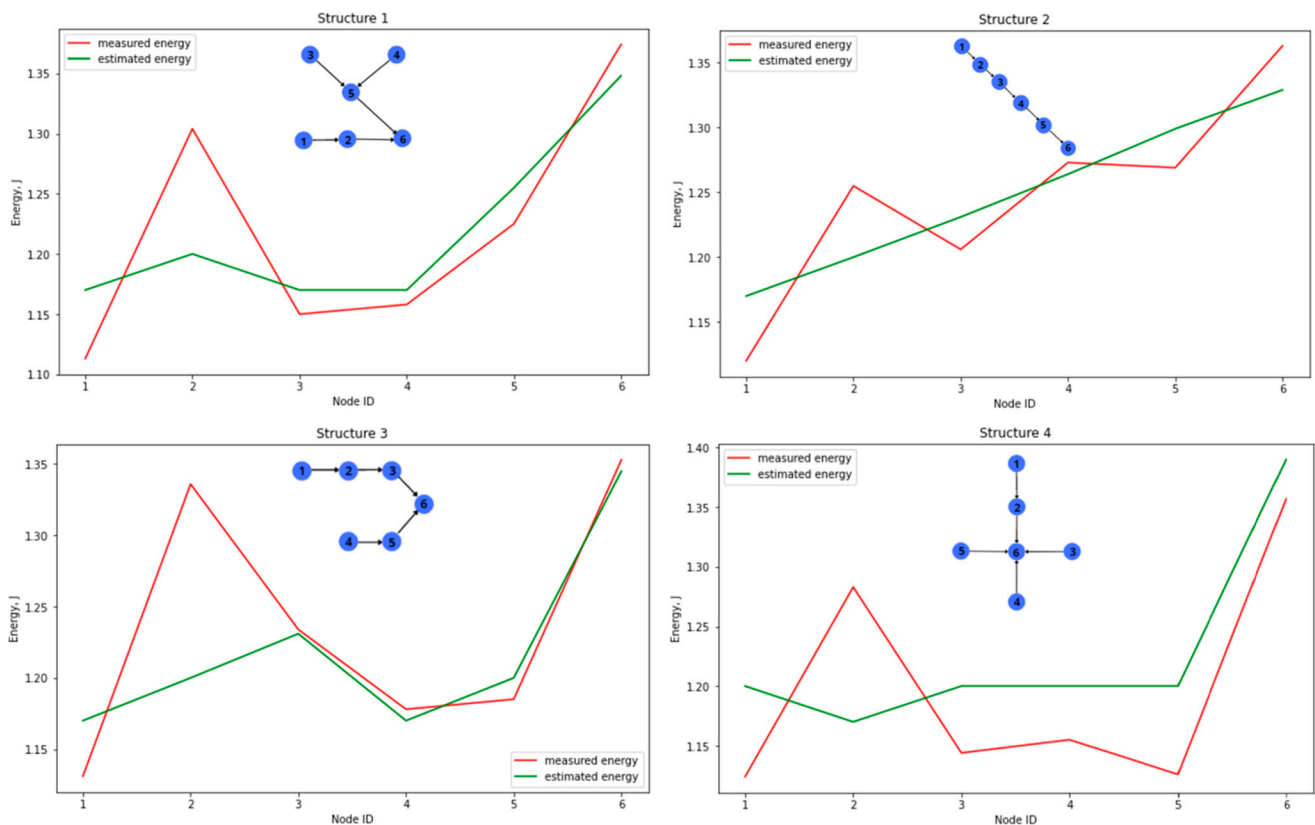 Structure 1
measured energy
estimated energy
3 4
5
1 2 6
Energy, J
1.35
1.30
1.25
1.20
1.15
1.10
1 2 3 4 5 6
Node ID
Structure 2
measured energy
estimated energy
1
2
3
4
5
6
Energy, J
1.35
1.30
1.25
1.20
1.15
1 2 3 4 5 6
Node ID
Structure 3
1 2 3
6
4 5
Energy, J
1.35
1.30
1.25
1.20
1.15
measured energy
estimated energy
1 2 3 4 5 6
Node ID
Structure 4
measured energy
estimated energy
1
2
5 6 3
4
Energy, J
1.40
1.35
1.30
1.25
1.20
1.15
1 2 3 4 5 6
Node ID